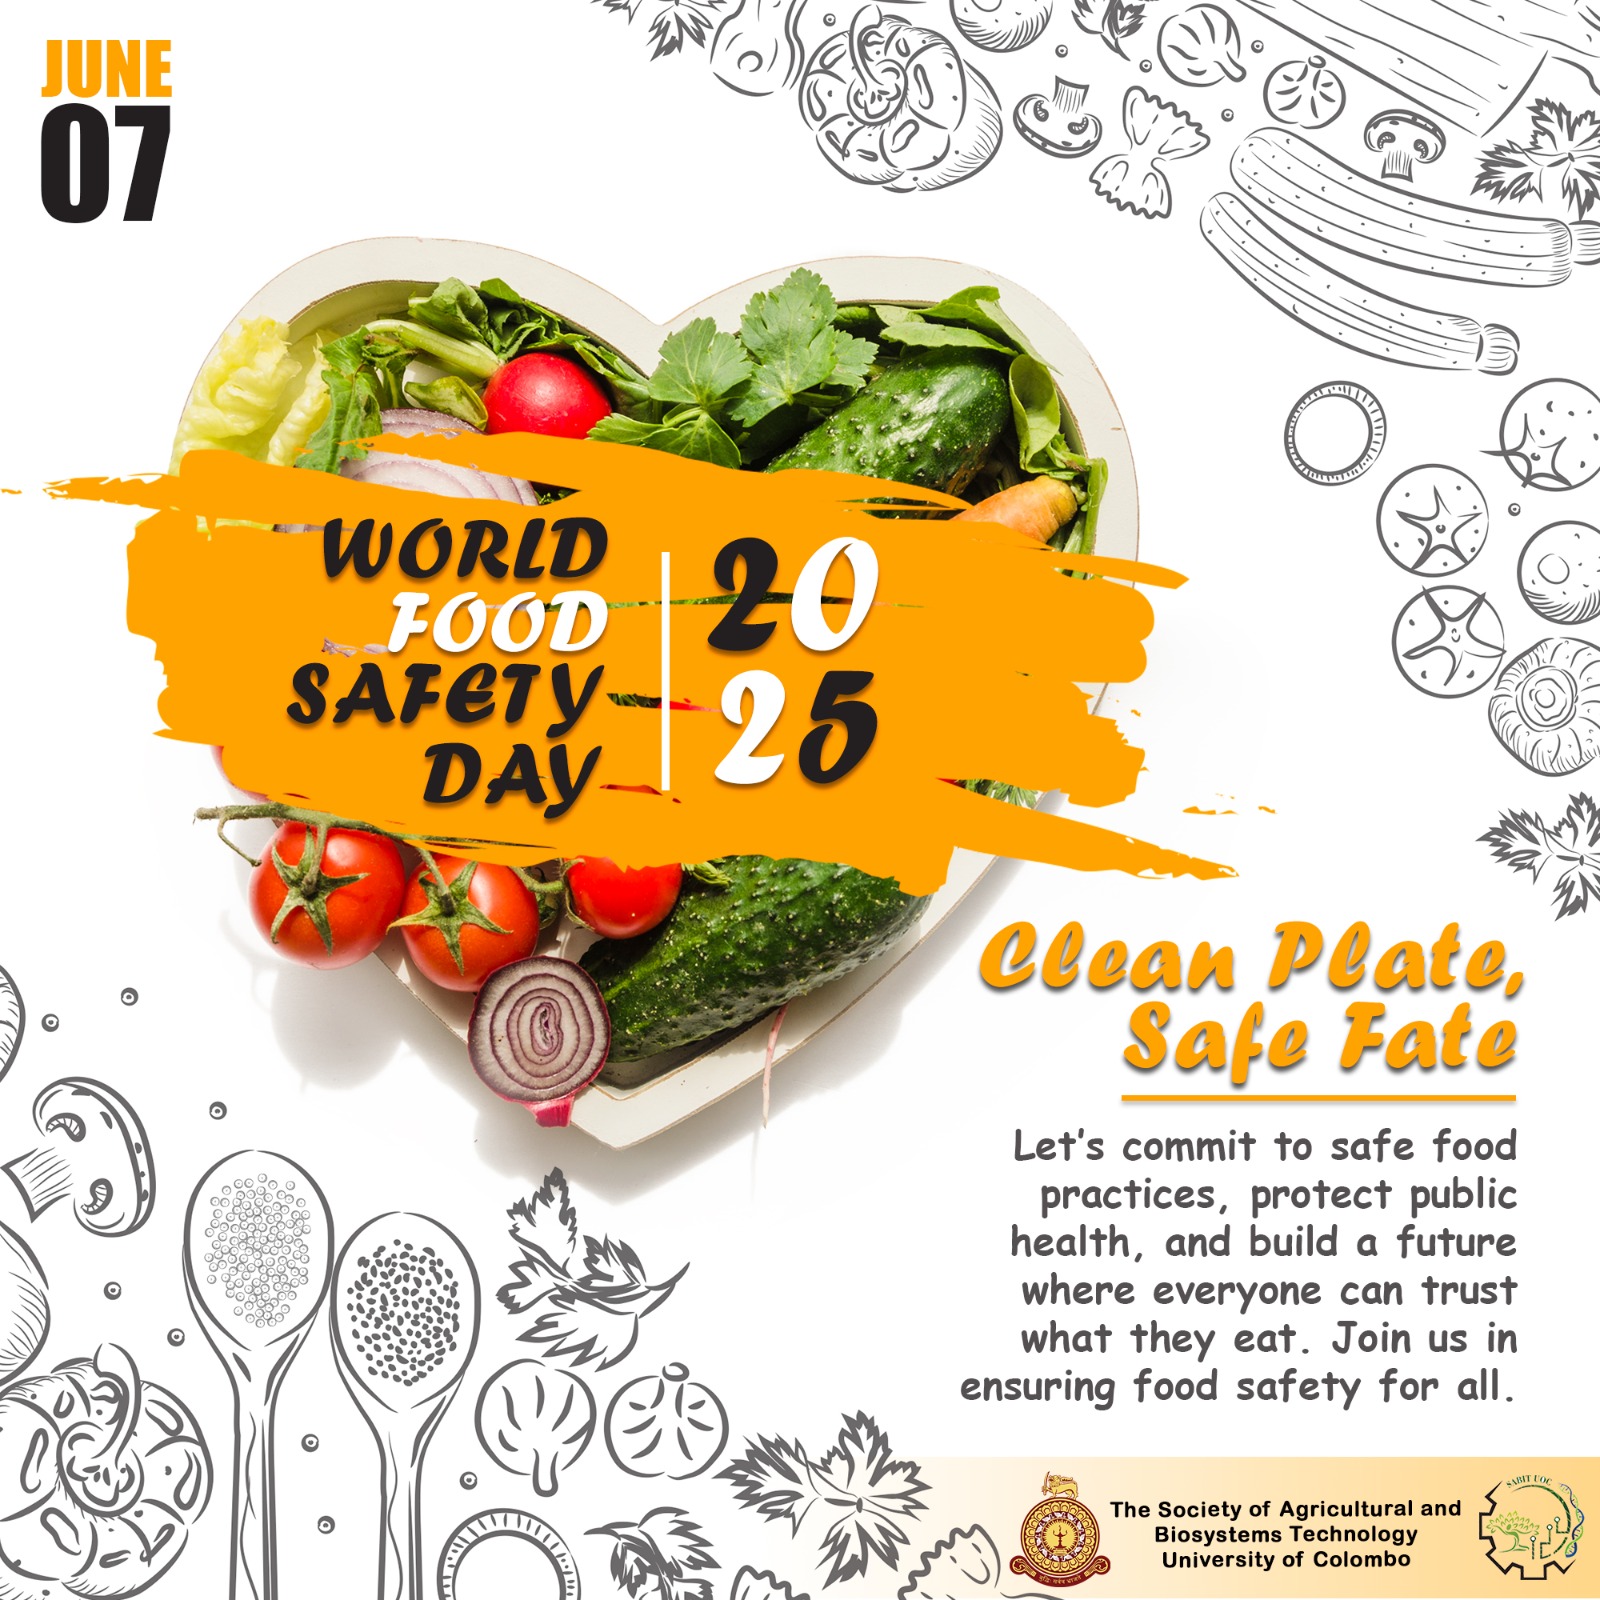 JUNE
07
WORLD
FOOD
SAFETY
DAY
20
25
Clean Plate,
Safe Fate
Let's commit to safe food
practices, protect public
health, and build a future
where everyone can trust
what they eat. Join us in
ensuring food safety for all.
The Society of Agricultural and
Biosystems Technology
University of Colombo
SABIT UOC